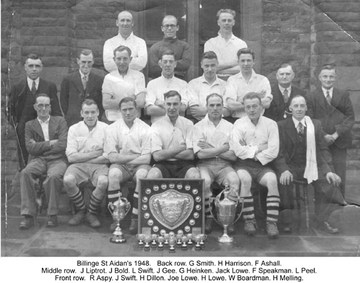 Billinge St Aidan's 1948. Back row. G Smith. H Harrison. F Ashall.
Middle row. J Liptrot. J Bold. L Swift. J Gee. G Heinken. Jack Lowe. F Speakman. L Peel.
Front row. R Aspy. J Swift. H Dillon. Joe Lowe. H Lowe. W Boardman. H Melling.